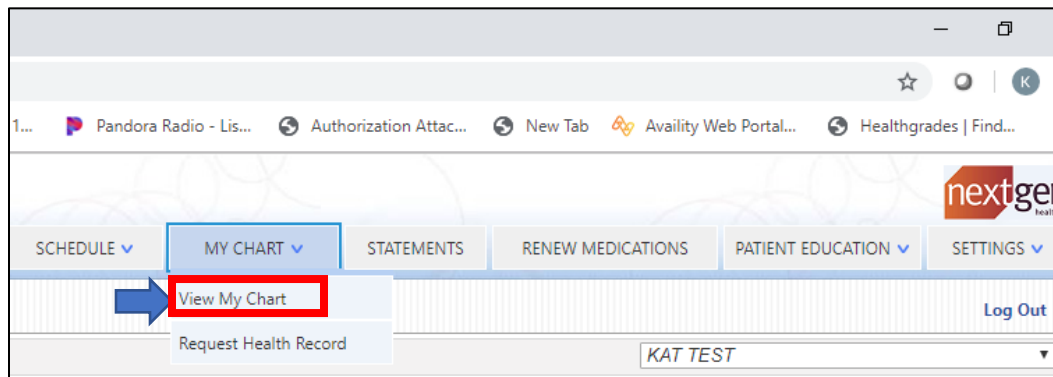 K
1... Pandora Radio - Lis... Authorization Attac... New Tab Availity Web Portal... Healthgrades | Find...
nextgen
SCHEDULE MY CHART STATEMENTS RENEW MEDICATIONS PATIENT EDUCATION SETTINGS
View My Chart
Log Out
Request Health Record
KAT TEST